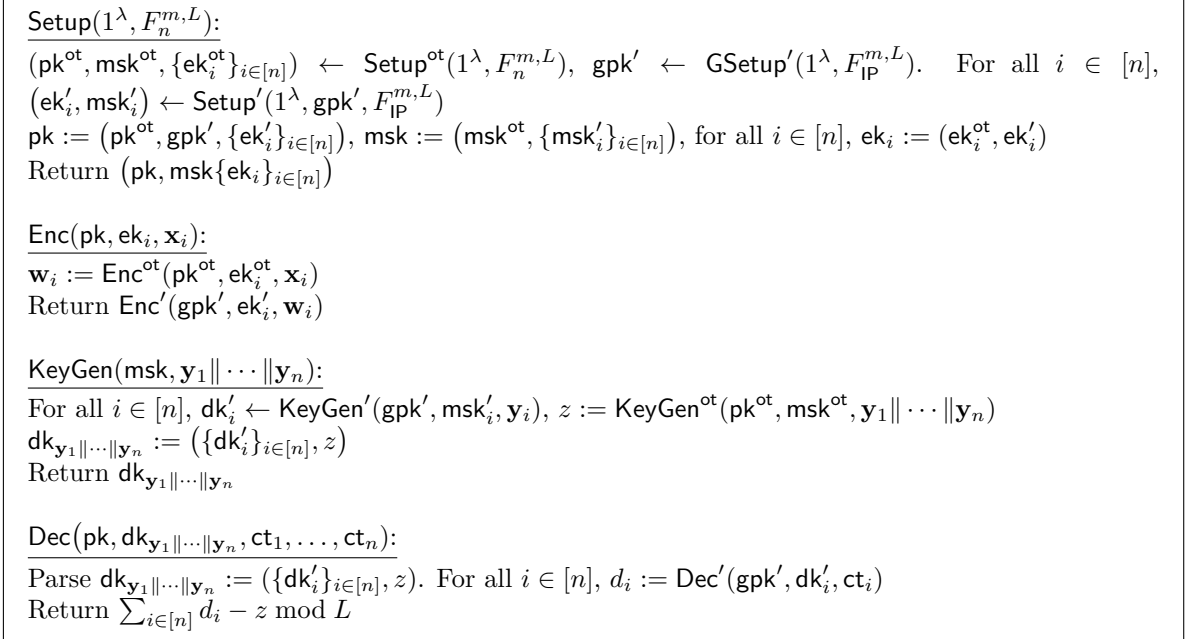 Setup(1^λ, F_n^{m,L}):
(pk^ot, msk^ot, {ek_i^ot}_{i∈[n]}) ← Setup^ot(1^λ, F_n^{m,L}), gpk′ ← GSetup′(1^λ, F_IP^{m,L}). For all i ∈ [n],
(ek′_i, msk′_i) ← Setup′(1^λ, gpk′, F_IP^{m,L})
pk := (pk^ot, gpk′, {ek′_i}_{i∈[n]}), msk := (msk^ot, {msk′_i}_{i∈[n]}), for all i ∈ [n], ek_i := (ek_i^ot, ek′_i)
Return (pk, msk{ek_i}_{i∈[n]})
Enc(pk, ek_i, x_i):
w_i := Enc^ot(pk^ot, ek_i^ot, x_i)
Return Enc′(gpk′, ek′_i, w_i)
KeyGen(msk, y_1‖···‖y_n):
For all i ∈ [n], dk′_i ← KeyGen′(gpk′, msk′_i, y_i), z := KeyGen^ot(pk^ot, msk^ot, y_1‖···‖y_n)
dk_{y_1‖···‖y_n} := ({dk′_i}_{i∈[n]}, z)
Return dk_{y_1‖···‖y_n}
Dec(pk, dk_{y_1‖···‖y_n}, ct_1, . . . , ct_n):
Parse dk_{y_1‖···‖y_n} := ({dk′_i}_{i∈[n]}, z). For all i ∈ [n], d_i := Dec′(gpk′, dk′_i, ct_i)
Return ∑_{i∈[n]} d_i − z mod L